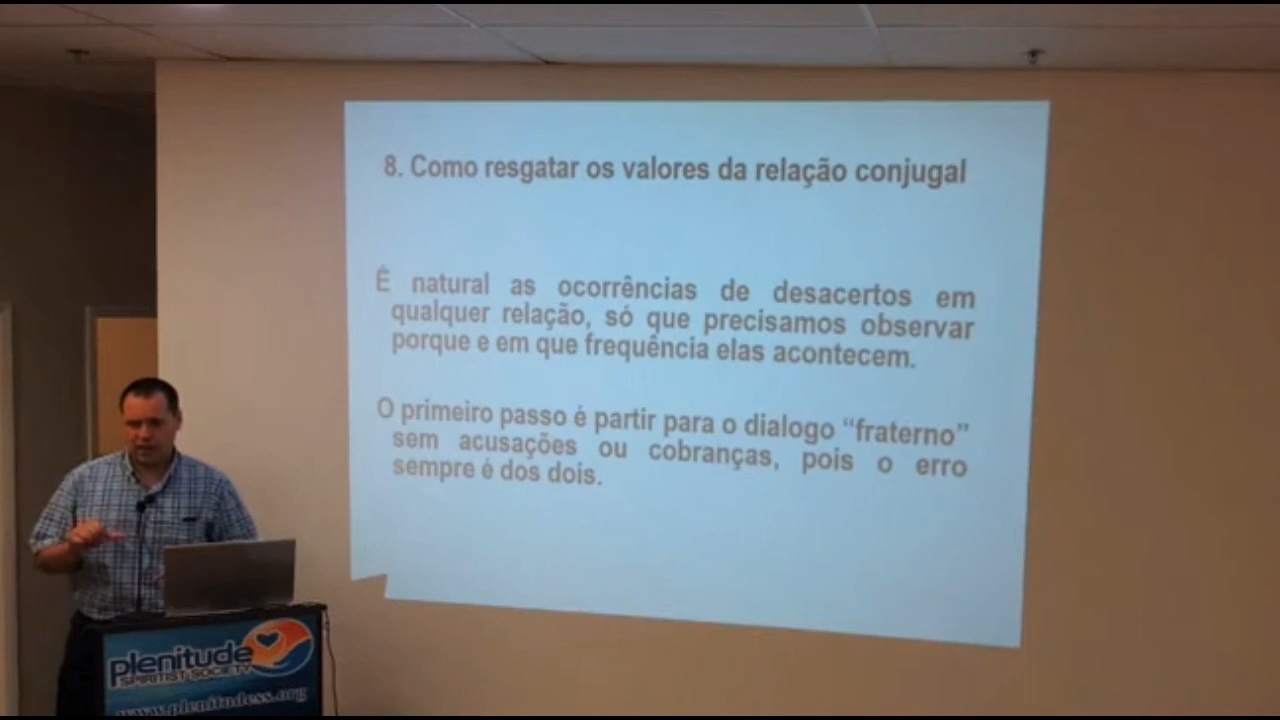 8. Como resgatar os valores da relação conjugal
É natural as ocorrências de desacertos em
qualquer relação, só que precisamos observar
porque e em que frequência elas acontecem.
O primeiro passo é partir para o dialogo “fraterno”
sem acusações ou cobranças, pois o erro
sempre é dos dois.
plenitude
SPIRITIST SOCIETY
www.plenitudess.org